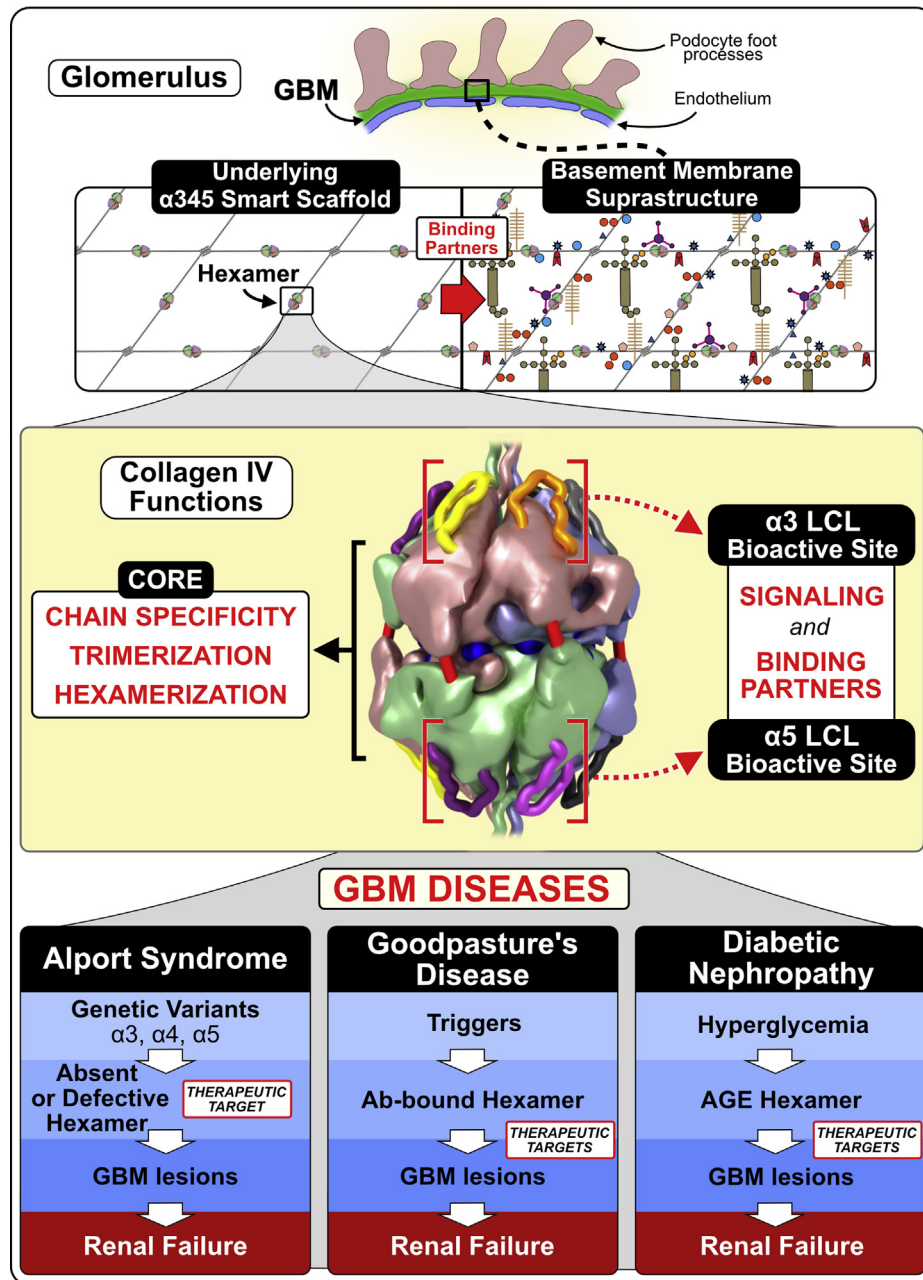 Glomerulus
Podocyte foot
processes
GBM
Endothelium
Underlying
α345 Smart Scaffold
Basement Membrane
Suprastructure
Binding
Partners
Hexamer
Collagen IV
Functions
CORE
CHAIN SPECIFICITY
TRIMERIZATION
HEXAMERIZATION
α3 LCL
Bioactive Site
SIGNALING
and
BINDING
PARTNERS
α5 LCL
Bioactive Site
GBM DISEASES
Alport Syndrome
Genetic Variants
α3, α4, α5
Absent
or Defective
Hexamer
THERAPEUTIC
TARGET
GBM lesions
Renal Failure
Goodpasture's
Disease
Triggers
Ab-bound Hexamer
THERAPEUTIC
TARGETS
GBM lesions
Renal Failure
Diabetic
Nephropathy
Hyperglycemia
AGE Hexamer
THERAPEUTIC
TARGETS
GBM lesions
Renal Failure